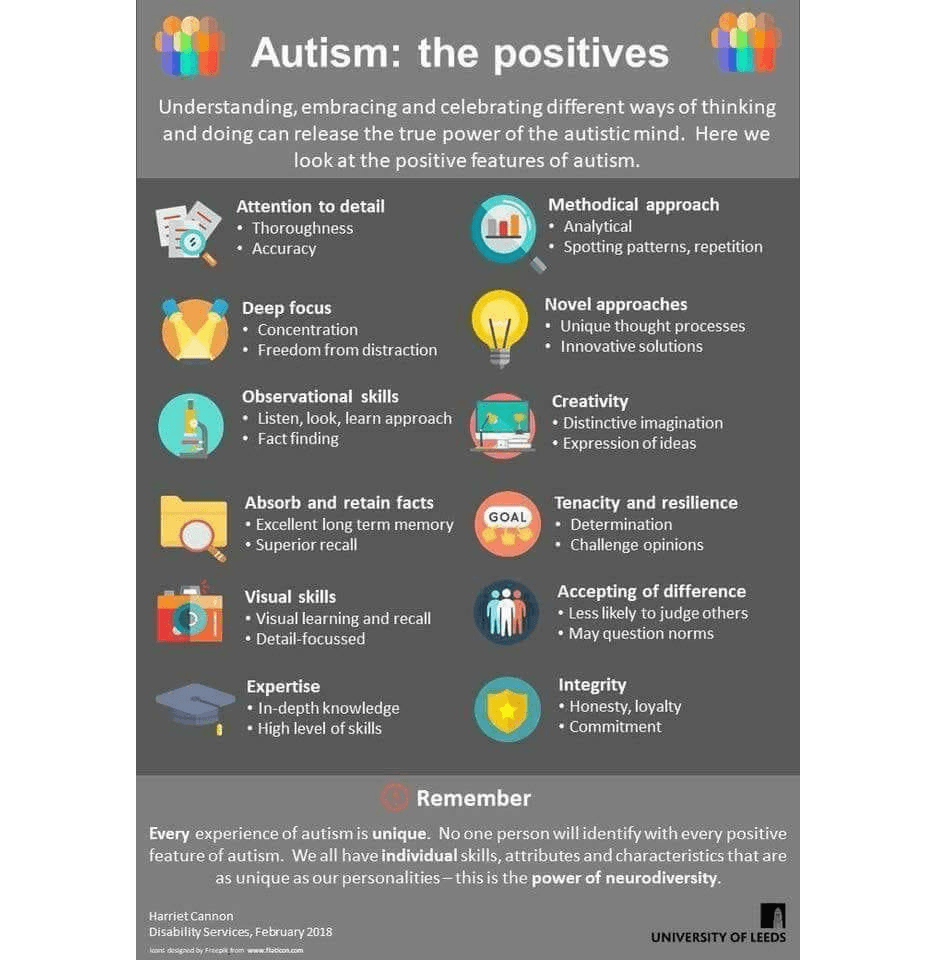 Autism: the positives
Understanding, embracing and celebrating different ways of thinking
and doing can release the true power of the autistic mind. Here we
look at the positive features of autism.
Attention to detail
• Thoroughness
• Accuracy
Methodical approach
• Analytical
• Spotting patterns, repetition
Deep focus
• Concentration
• Freedom from distraction
Novel approaches
• Unique thought processes
• Innovative solutions
Observational skills
• Listen, look, learn approach
• Fact finding
Creativity
• Distinctive imagination
• Expression of ideas
Absorb and retain facts
• Excellent long term memory
• Superior recall
GOAL
Tenacity and resilience
• Determination
• Challenge opinions
Visual skills
• Visual learning and recall
• Detail-focussed
Accepting of difference
• Less likely to judge others
• May question norms
Expertise
• In-depth knowledge
• High level of skills
Integrity
• Honesty, loyalty
• Commitment
Remember
Every experience of autism is unique. No one person will identify with every positive
feature of autism. We all have individual skills, attributes and characteristics that are
as unique as our personalities – this is the power of neurodiversity.
Harriet Cannon
Disability Services, February 2018
Icons designed by Freepik from www.flaticon.com
UNIVERSITY OF LEEDS